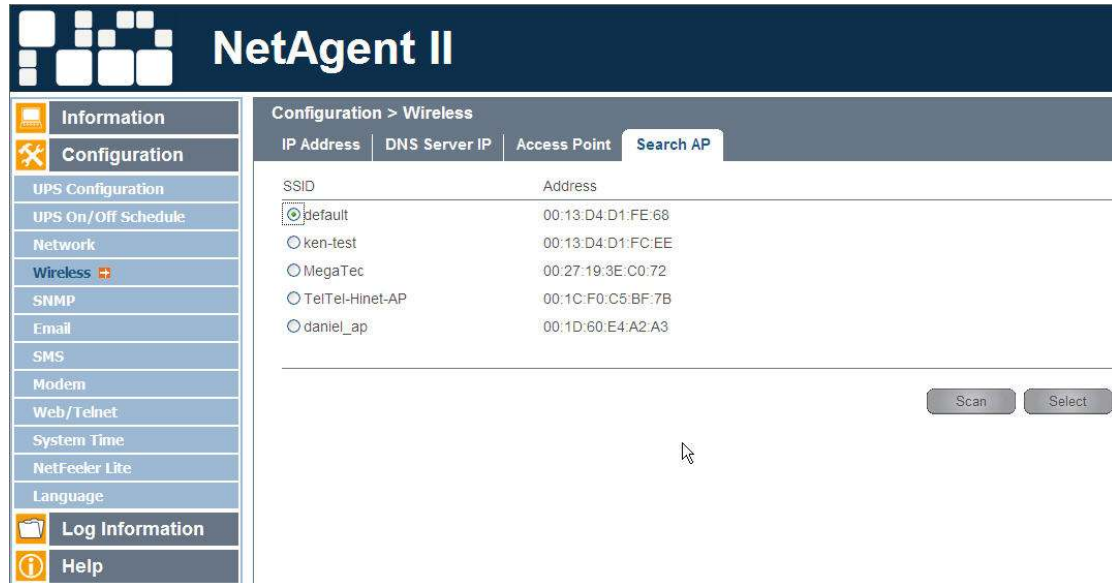 NetAgent II
Information
Configuration
UPS Configuration
UPS On/Off Schedule
Network
Wireless
SNMP
Email
SMS
Modem
Web/Telnet
System Time
NetFeeler Lite
Language
Log Information
Help
Configuration > Wireless
IP Address DNS Server IP Access Point Search AP
SSID Address
default 00:13:D4:D1:FE:68
ken-test 00:13:D4:D1:FC:EE
MegaTec 00:27:19:3E:C0:72
TelTel-Hinet-AP 00:1C:F0:C5:BF:7B
daniel_ap 00:1D:60:E4:A2:A3
Scan Select